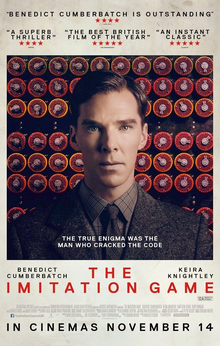 'BENEDICT CUMBERBATCH IS OUTSTANDING'
"A SUPERB THRILLER"
"THE BEST BRITISH FILM OF THE YEAR"
"AN INSTANT CLASSIC"
THE TRUE ENIGMA WAS THE
MAN WHO CRACKED THE CODE
BENEDICT CUMBERBATCH
KEIRA KNIGHTLEY
THE
IMITATION GAME
IN CINEMAS NOVEMBER 14